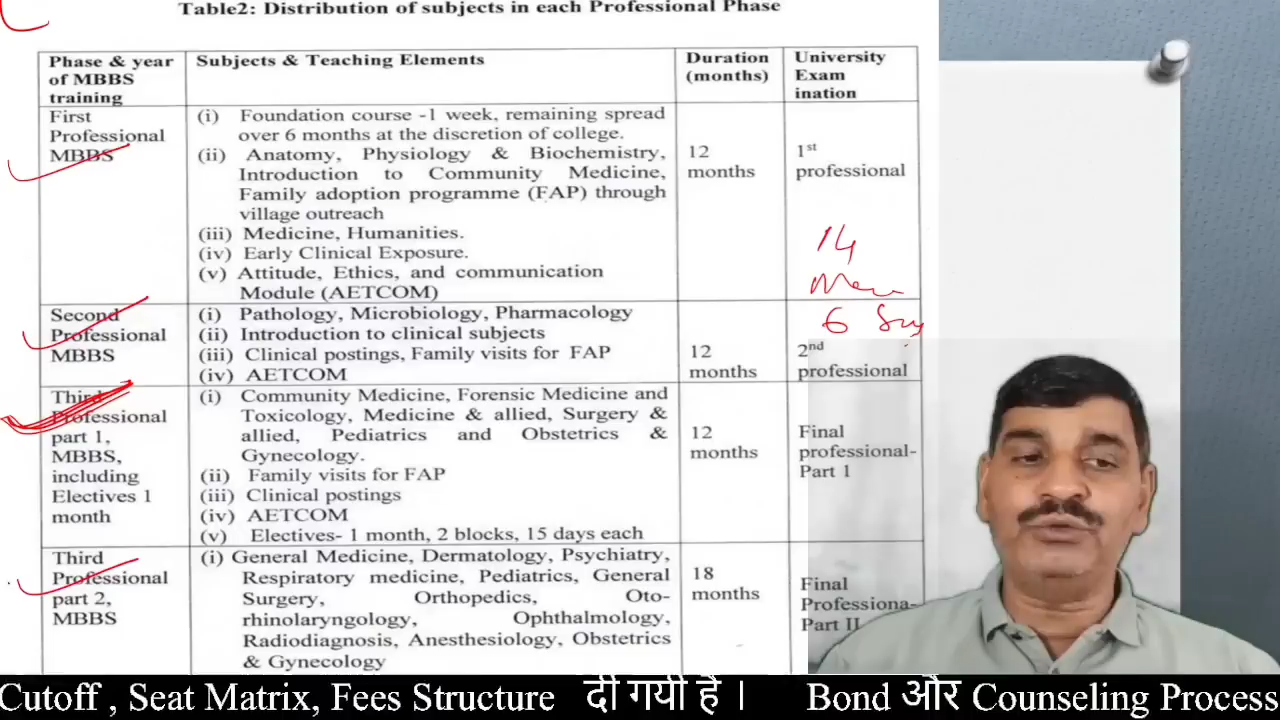 Table2: Distribution of subjects in each Professional Phase
Phase & year of MBBS training
Subjects & Teaching Elements
Duration (months)
University Exam ination
First Professional MBBS
(i) Foundation course -1 week, remaining spread
over 6 months at the discretion of college.
(ii) Anatomy, Physiology & Biochemistry,
Introduction to Community Medicine,
Family adoption programme (FAP) through
village outreach
(iii) Medicine, Humanities.
(iv) Early Clinical Exposure.
(v) Attitude, Ethics, and communication
Module (AETCOM)
12 months
1st professional
14
6
Second Professional MBBS
(i) Pathology, Microbiology, Pharmacology
(ii) Introduction to clinical subjects
(iii) Clinical postings, Family visits for FAP
(iv) AETCOM
12 months
2nd professional
Third Professional part 1, MBBS, including Electives 1 month
(i) Community Medicine, Forensic Medicine and
Toxicology, Medicine & allied, Surgery &
allied, Pediatrics and Obstetrics &
Gynecology.
(ii) Family visits for FAP
(iii) Clinical postings
(iv) AETCOM
(v) Electives- 1 month, 2 blocks, 15 days each
12 months
Final professional- Part 1
Third Professional part 2, MBBS
(i) General Medicine, Dermatology, Psychiatry,
Respiratory medicine, Pediatrics, General
Surgery, Orthopedics, Oto-
rhinolaryngology, Ophthalmology,
Radiodiagnosis, Anesthesiology, Obstetrics
& Gynecology
18 months
Final Professiona- Part II
Cutoff , Seat Matrix, Fees Structure दी गयी है । Bond और Counseling Process